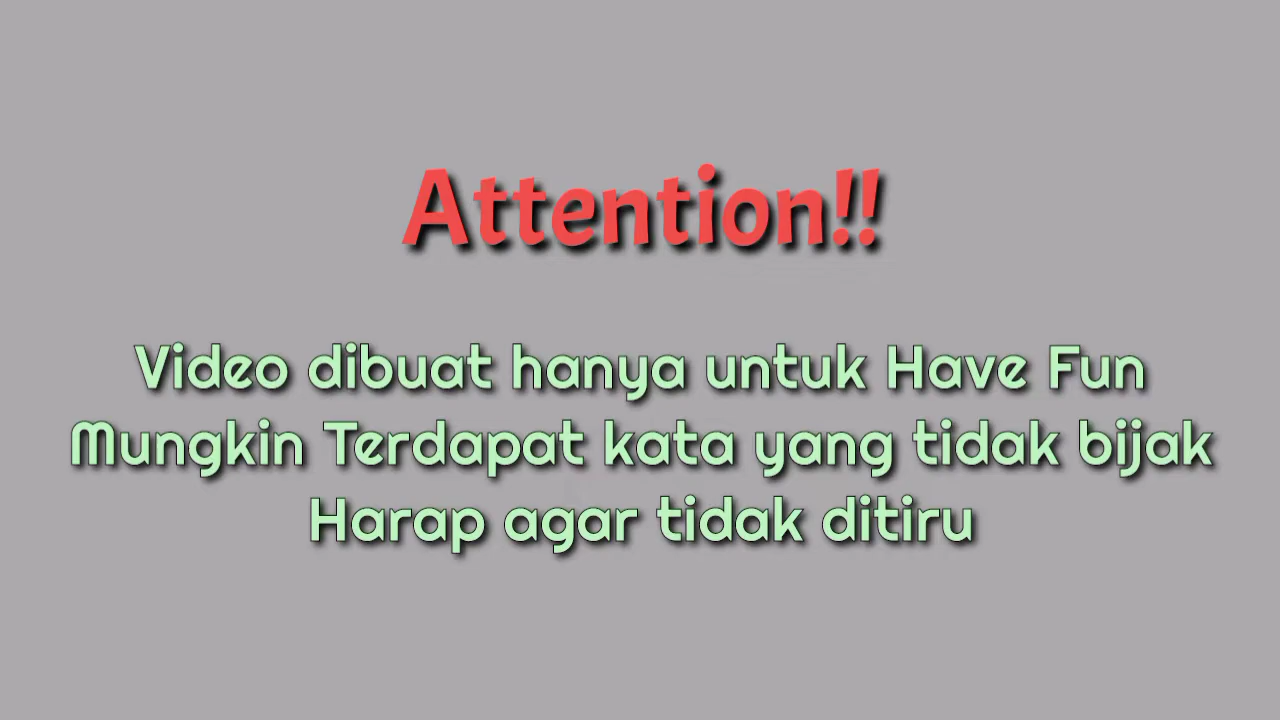 Attention!!
Video dibuat hanya untuk Have Fun
Mungkin Terdapat kata yang tidak bijak
Harap agar tidak ditiru